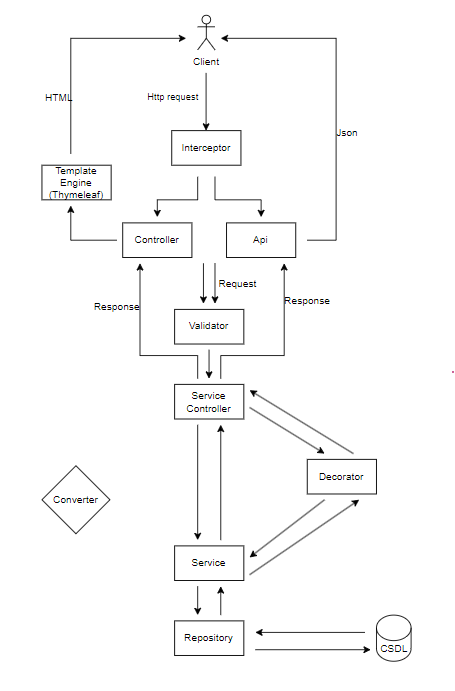 Client
HTML
Http request
Json
Interceptor
Template
Engine
(Thymeleaf)
Controller
Api
Request
Response
Response
Validator
Service
Controller
Decorator
Converter
Service
Repository
CSDL